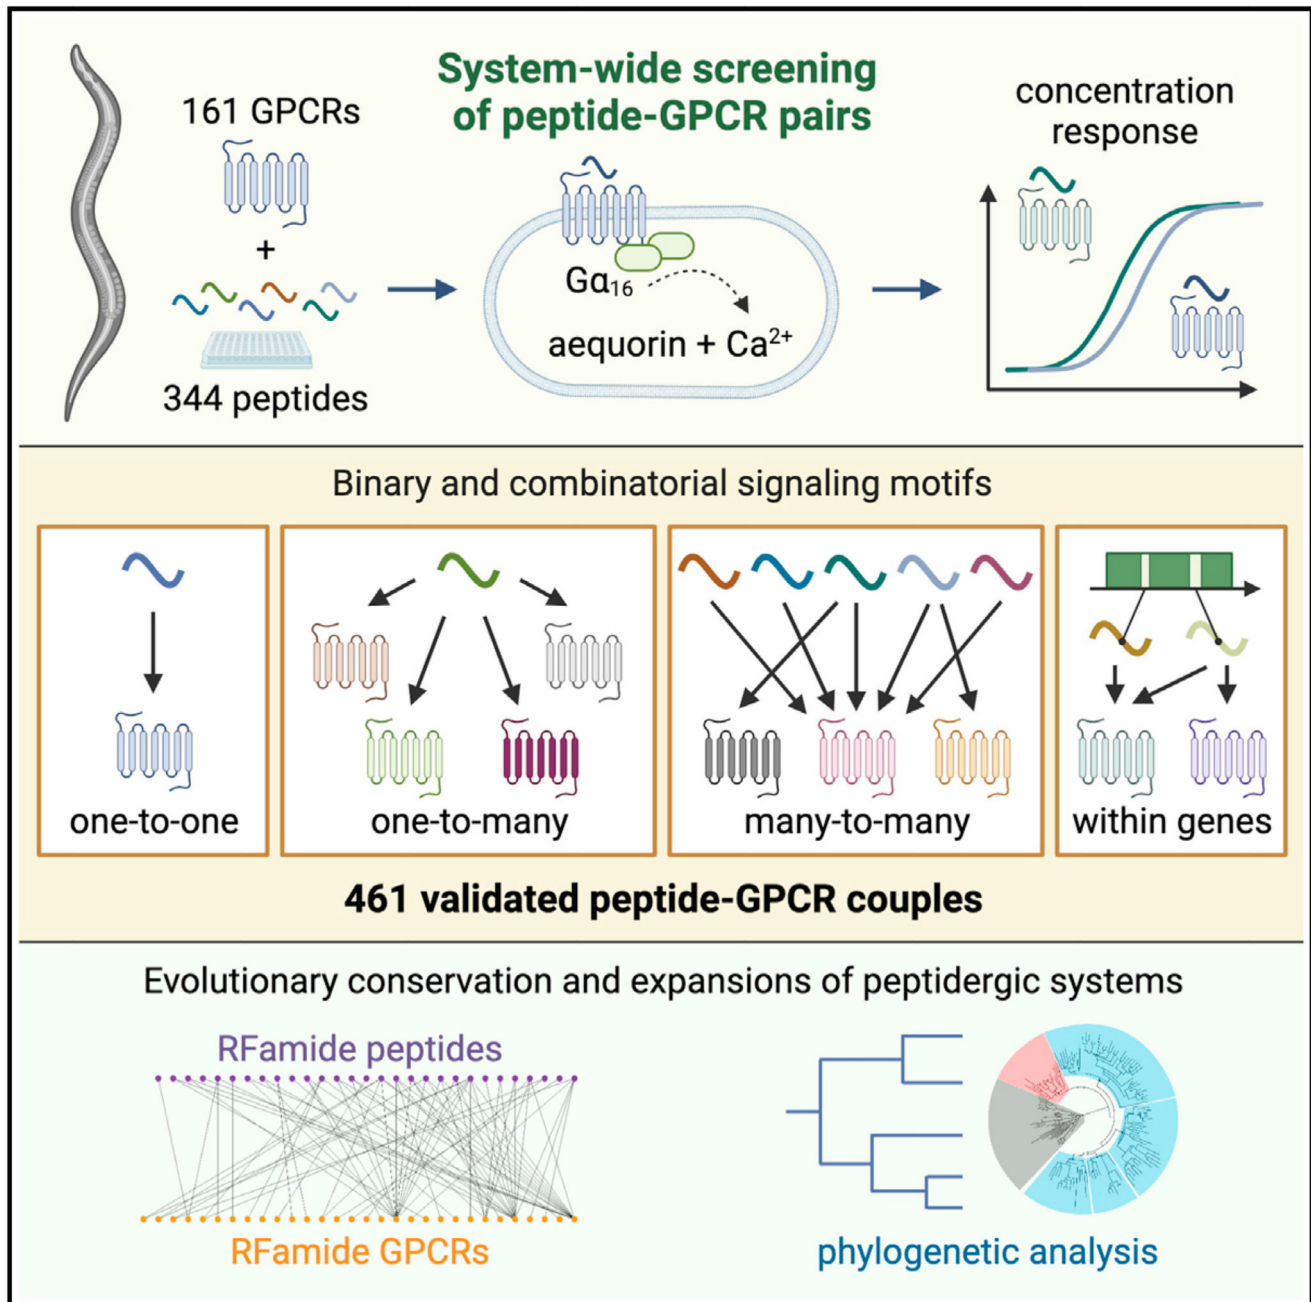 System-wide screening
of peptide-GPCR pairs
161 GPCRs
+
344 peptides
Gα₁₆
aequorin + Ca²⁺
concentration
response
Binary and combinatorial signaling motifs
one-to-one
one-to-many
many-to-many
within genes
461 validated peptide-GPCR couples
Evolutionary conservation and expansions of peptidergic systems
RFamide peptides
RFamide GPCRs
phylogenetic analysis